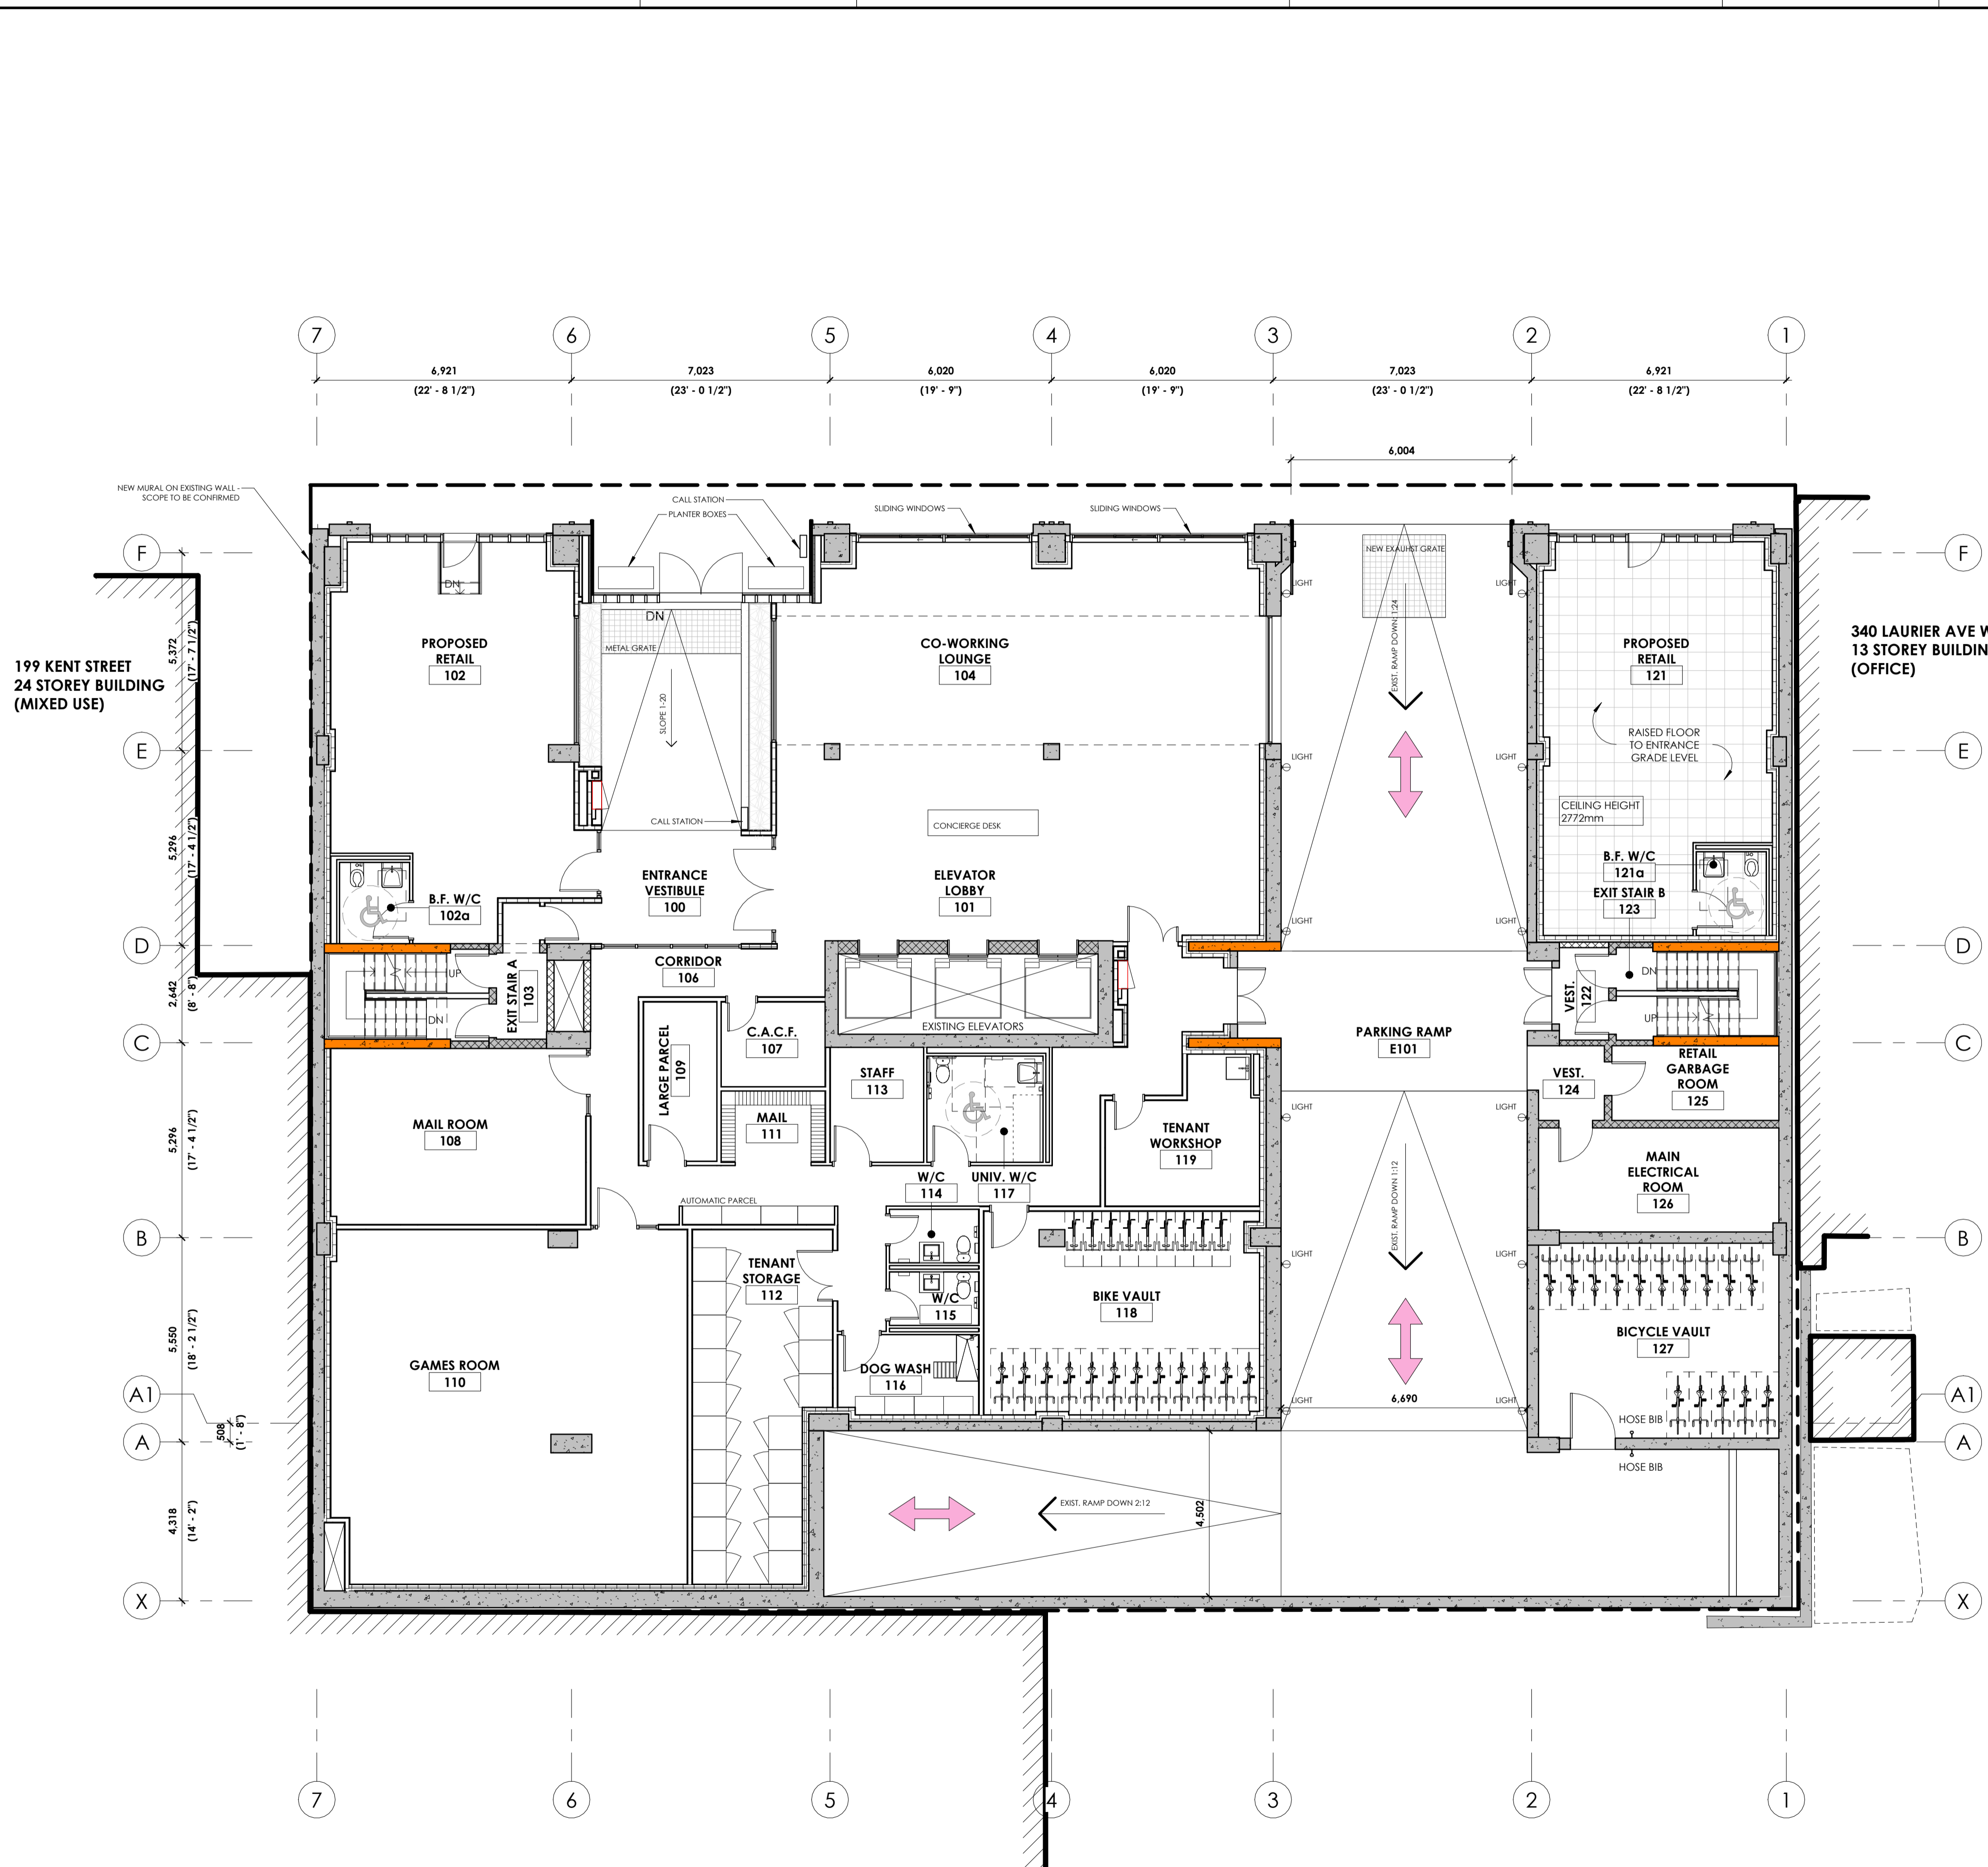 7
6
5
4
3
2
1
6,921
7,023
6,020
6,020
7,023
6,921
(22' - 8 1/2")
(23' - 0 1/2")
(19' - 9")
(19' - 9")
(23' - 0 1/2")
(22' - 8 1/2")
6,004
NEW MURAL ON EXISTING WALL -
SCOPE TO BE CONFIRMED
CALL STATION
PLANTER BOXES
SLIDING WINDOWS
SLIDING WINDOWS
F
F
NEW EXAUHST GRATE
LIGHT
LIGHT
DN
DN
METAL GRATE
SLOPE 1-20
EXIST. RAMP DOWN: 1:24
5,372
(17' - 7 1/2")
199 KENT STREET
24 STOREY BUILDING
(MIXED USE)
PROPOSED
RETAIL
102
CO-WORKING
LOUNGE
104
PROPOSED
RETAIL
121
340 LAURIER AVE W
13 STOREY BUILDIN
(OFFICE)
RAISED FLOOR
TO ENTRANCE
GRADE LEVEL
E
E
LIGHT
LIGHT
CEILING HEIGHT
2772mm
CALL STATION
CONCIERGE DESK
5,296
(17' - 4 1/2")
B.F. W/C
102a
ENTRANCE
VESTIBULE
100
ELEVATOR
LOBBY
101
B.F. W/C
121a
EXIT STAIR B
123
LIGHT
LIGHT
D
D
CORRIDOR
106
UP
DN
EXIT STAIR A
103
2,642
(8' - 8")
EXISTING ELEVATORS
VEST.
122
DN
UP
C
C
LARGE PARCEL
109
C.A.C.F.
107
PARKING RAMP
E101
STAFF
113
VEST.
124
RETAIL
GARBAGE
ROOM
125
MAIL ROOM
108
MAIL
111
LIGHT
LIGHT
TENANT
WORKSHOP
119
5,296
(17' - 4 1/2")
W/C
114
UNIV. W/C
117
MAIN
ELECTRICAL
ROOM
126
AUTOMATIC PARCEL
EXIST. RAMP DOWN 1:12
B
B
LIGHT
LIGHT
TENANT
STORAGE
112
W/C
115
BIKE VAULT
118
BICYCLE VAULT
127
5,550
(18' - 2 1/2")
GAMES ROOM
110
DOG WASH
116
A1
A1
6,690
LIGHT
LIGHT
508
(1' - 8")
HOSE BIB
A
A
HOSE BIB
4,318
(14' - 2")
EXIST. RAMP DOWN 2:12
4,502
X
X
7
6
5
4
3
2
1